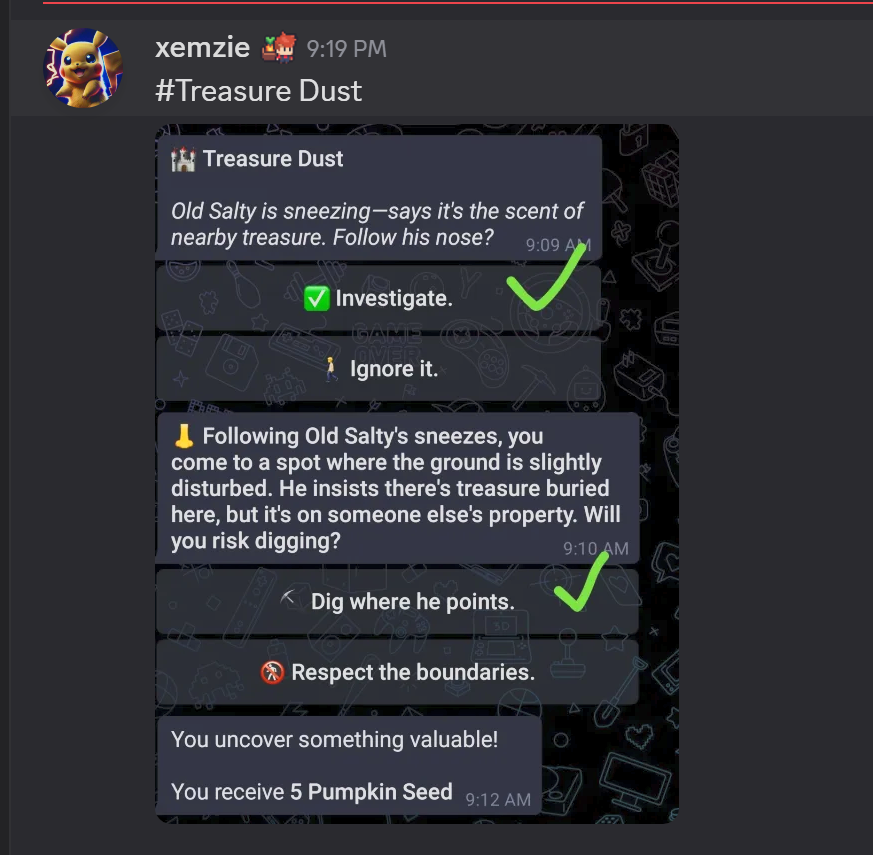 xemzie 9:19 PM
#Treasure Dust
Treasure Dust
Old Salty is sneezing—says it's the scent of
nearby treasure. Follow his nose?
9:09 AM
Investigate.
GAME
OVER
Ignore it.
Following Old Salty's sneezes, you
come to a spot where the ground is slightly
disturbed. He insists there's treasure buried
here, but it's on someone else's property. Will
you risk digging?
9:10 AM
Dig where he points.
3D
Respect the boundaries.
You uncover something valuable!
You receive 5 Pumpkin Seed
9:12 AM